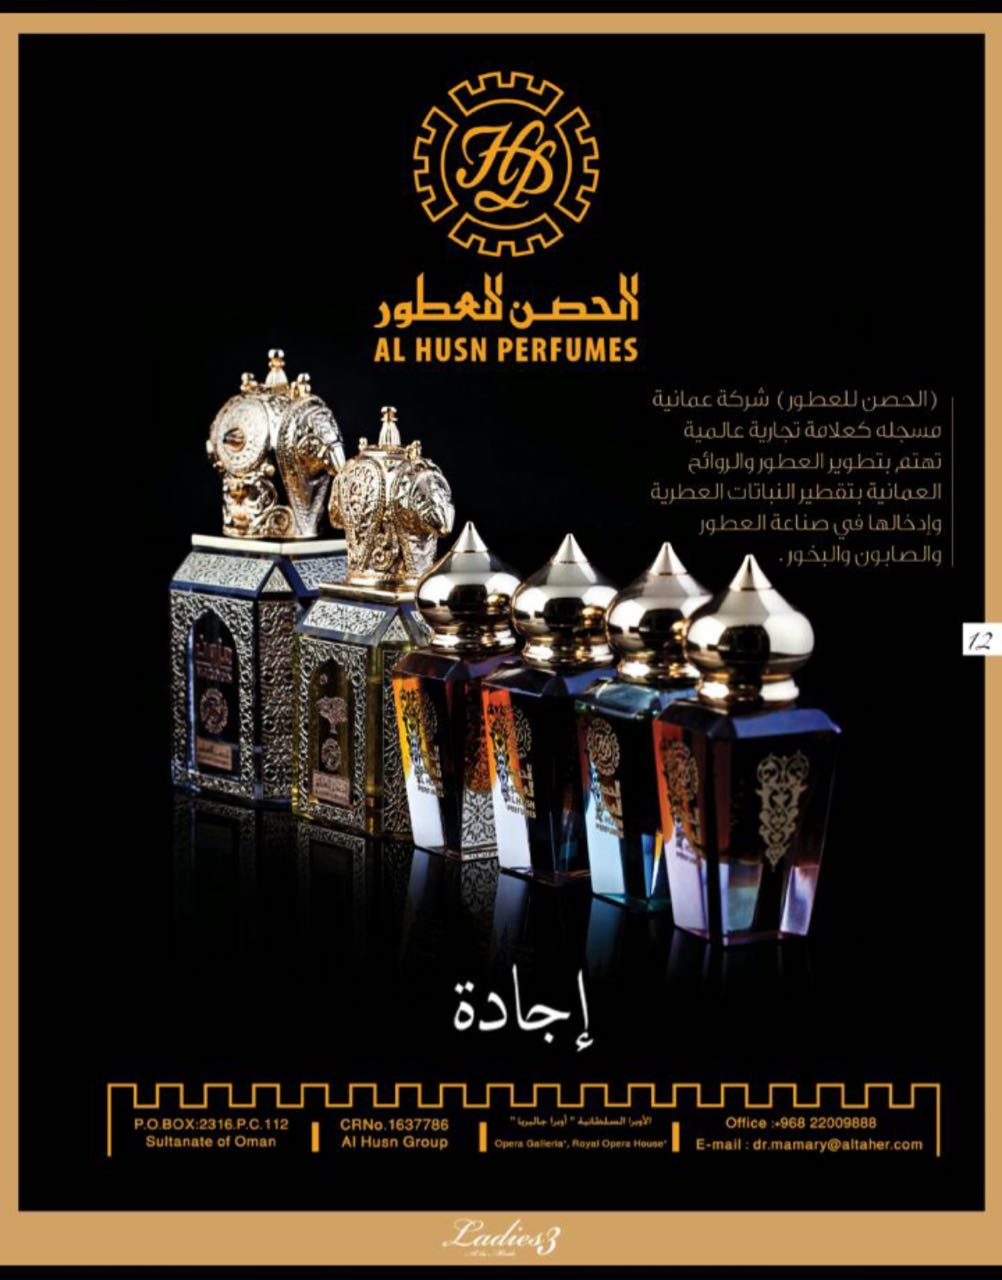 HP
الحصن للعطور
AL HUSN PERFUMES
(الحصن للعطور) شركة عمانية
مسجله كعلامة تجارية عالمية
تهتم بتطوير العطور والروائح
العمانية بتقطير النباتات العطرية
وإدخالها في صناعة العطور
والصابون والبخور.
12
إجادة
P.O.BOX:2316.P.C.112
Sultanate of Oman
CRNo.1637786
Al Husn Group
الأوبرا السلطانية "أوبرا جاليريا"
Opera Galleria", Royal Opera House"
Office :+968 22009888
E-mail : dr.mamary@altaher.com
Ladies3